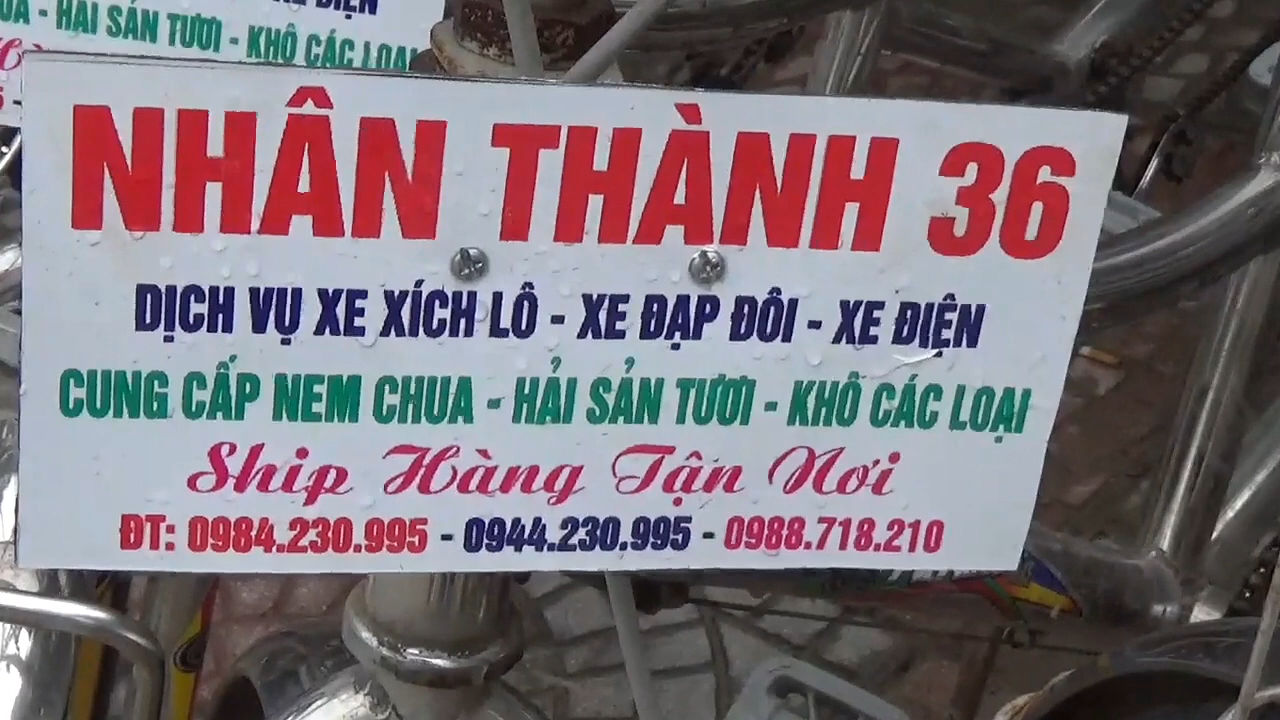 HẢI SẢN TƯƠI - KHÔ CÁC LOẠI
NHÂN THÀNH 36
DỊCH VỤ XE XÍCH LÔ - XE ĐẠP ĐÔI - XE ĐIỆN
CUNG CẤP NEM CHUA - HẢI SẢN TƯƠI - KHÔ CÁC LOẠI
Ship Hàng Tận Nơi
ĐT: 0984.230.995 - 0944.230.995 - 0988.718.210